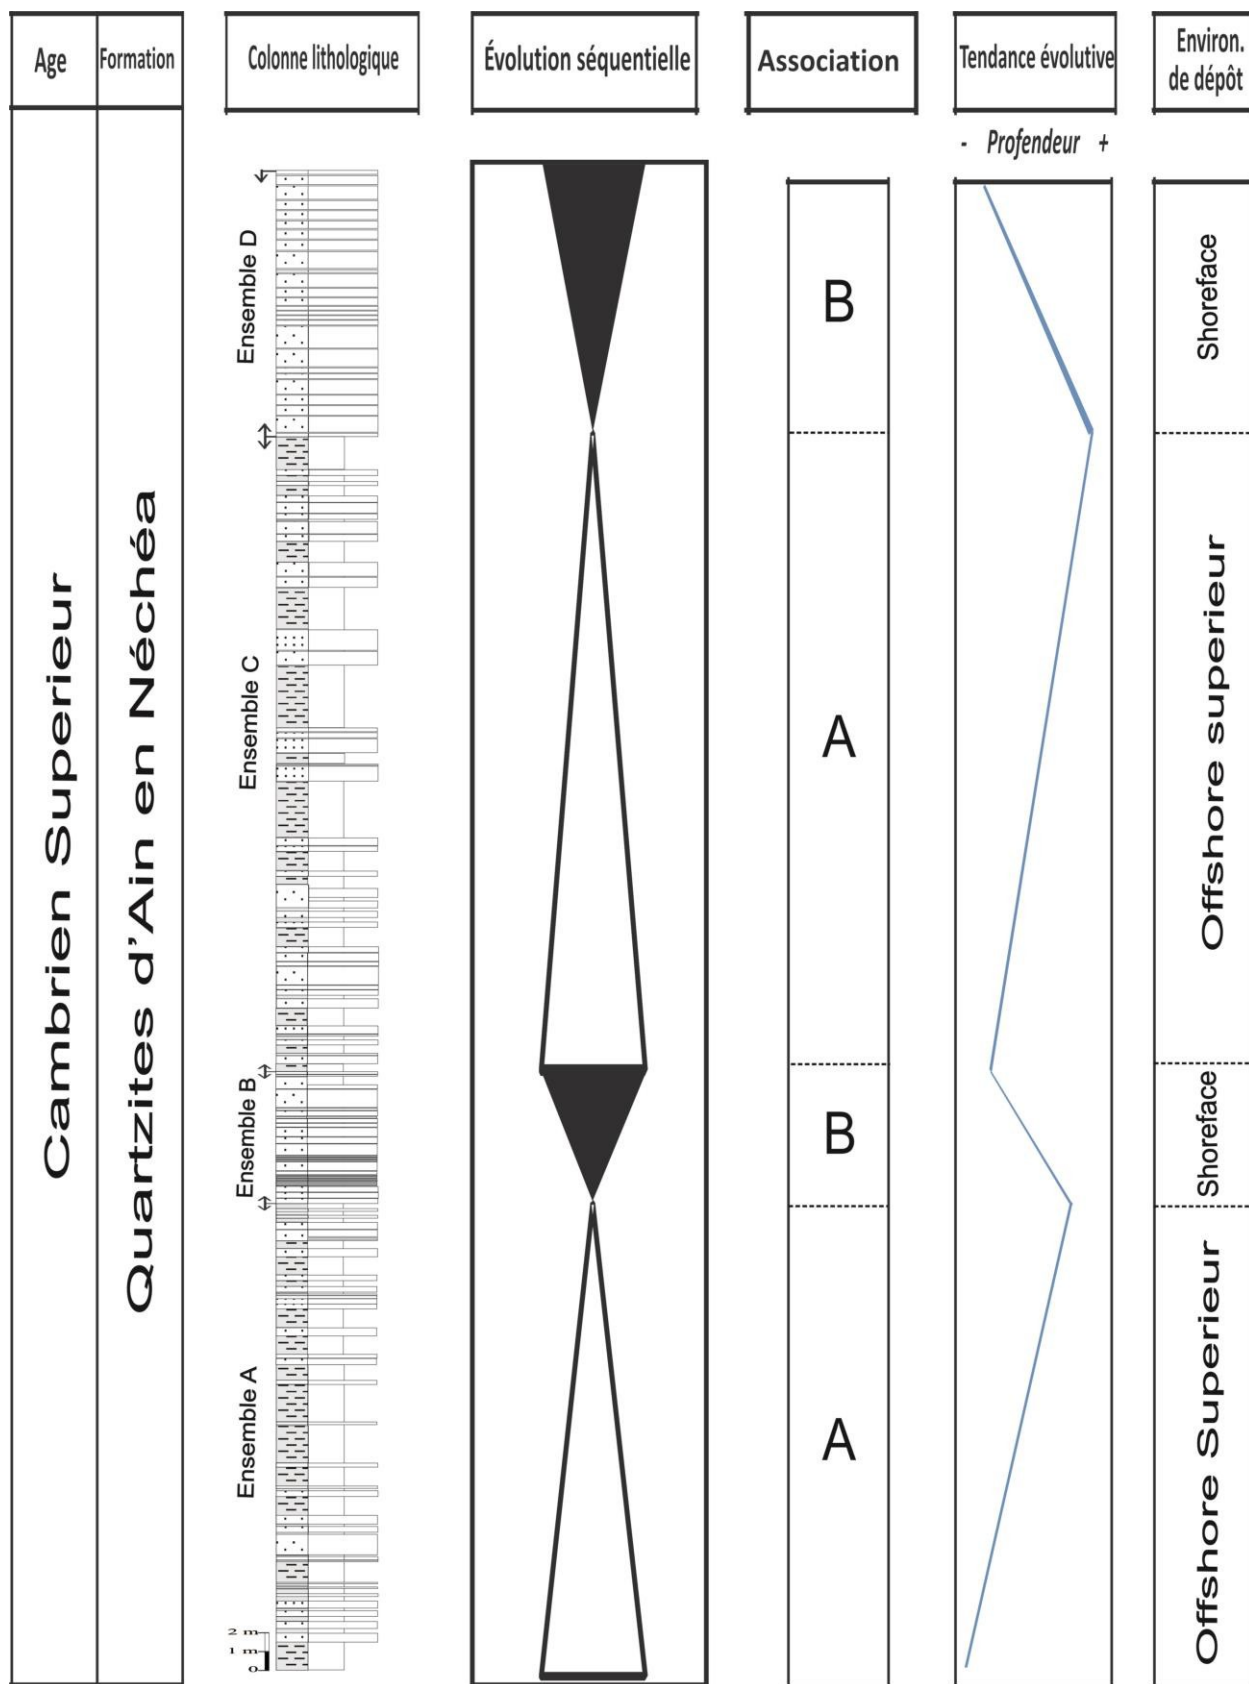 Age
Formation
Colonne lithologique
Évolution séquentielle
Association
Tendance évolutive
Environ.
de dépôt
- Profendeur +
Cambrien Superieur
Quartzites d'Ain en Néchéa
Ensemble D
Ensemble C
Ensemble B
Ensemble A
2 m
1 m
0
B
A
B
A
Shoreface
Offshore superieur
Shoreface
Offshore Superieur